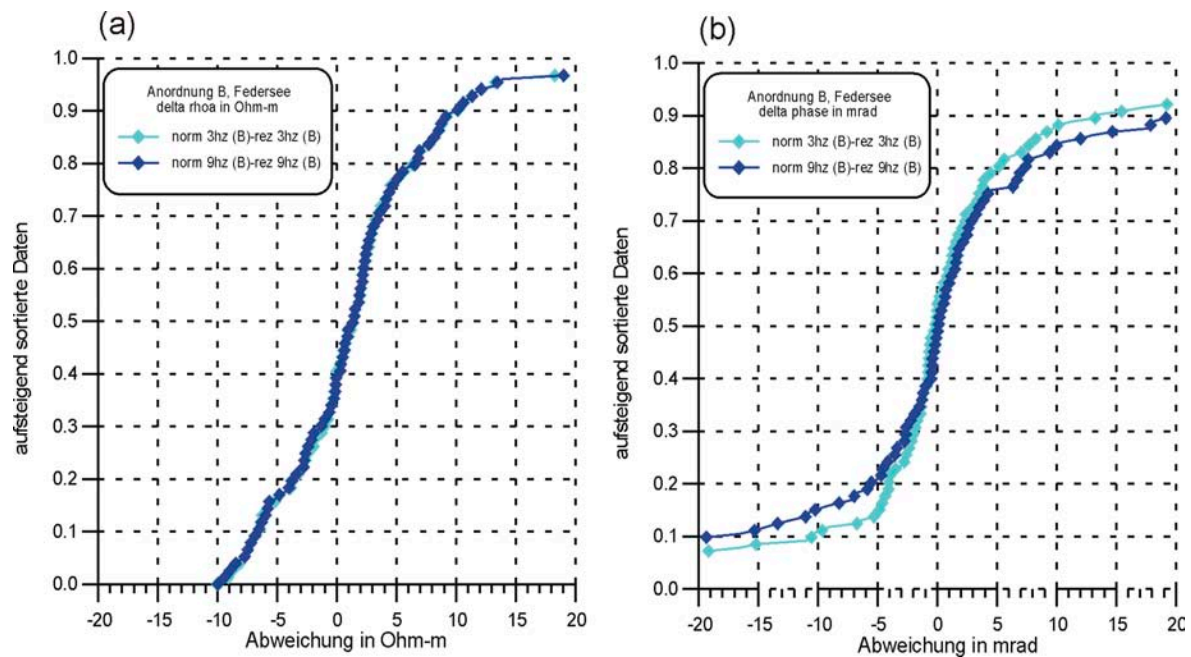 (a)
1.0
0.9
0.8
0.7
0.6
0.5
0.4
0.3
0.2
0.1
0.0
aufsteigend sortierte Daten
Anordnung B, Federsee
delta rhoa in Ohm-m
norm 3hz (B)-rez 3hz (B)
norm 9hz (B)-rez 9hz (B)
-20 -15 -10 -5 0 5 10 15 20
Abweichung in Ohm-m
(b)
1.0
0.9
0.8
0.7
0.6
0.5
0.4
0.3
0.2
0.1
0.0
aufsteigend sortierte Daten
Anordnung B, Federsee
delta phase in mrad
norm 3hz (B)-rez 3hz (B)
norm 9hz (B)-rez 9hz (B)
-20 -15 -10 -5 0 5 10 15 20
Abweichung in mrad